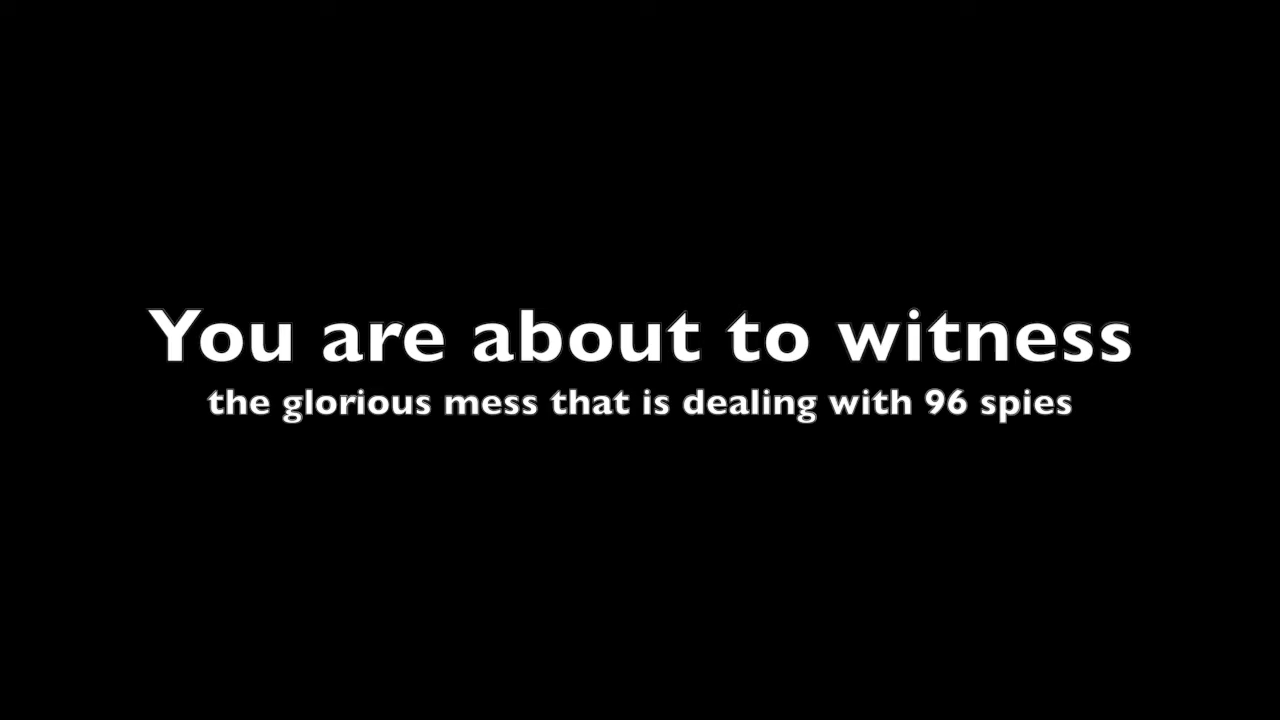 You are about to witness
the glorious mess that is dealing with 96 spies